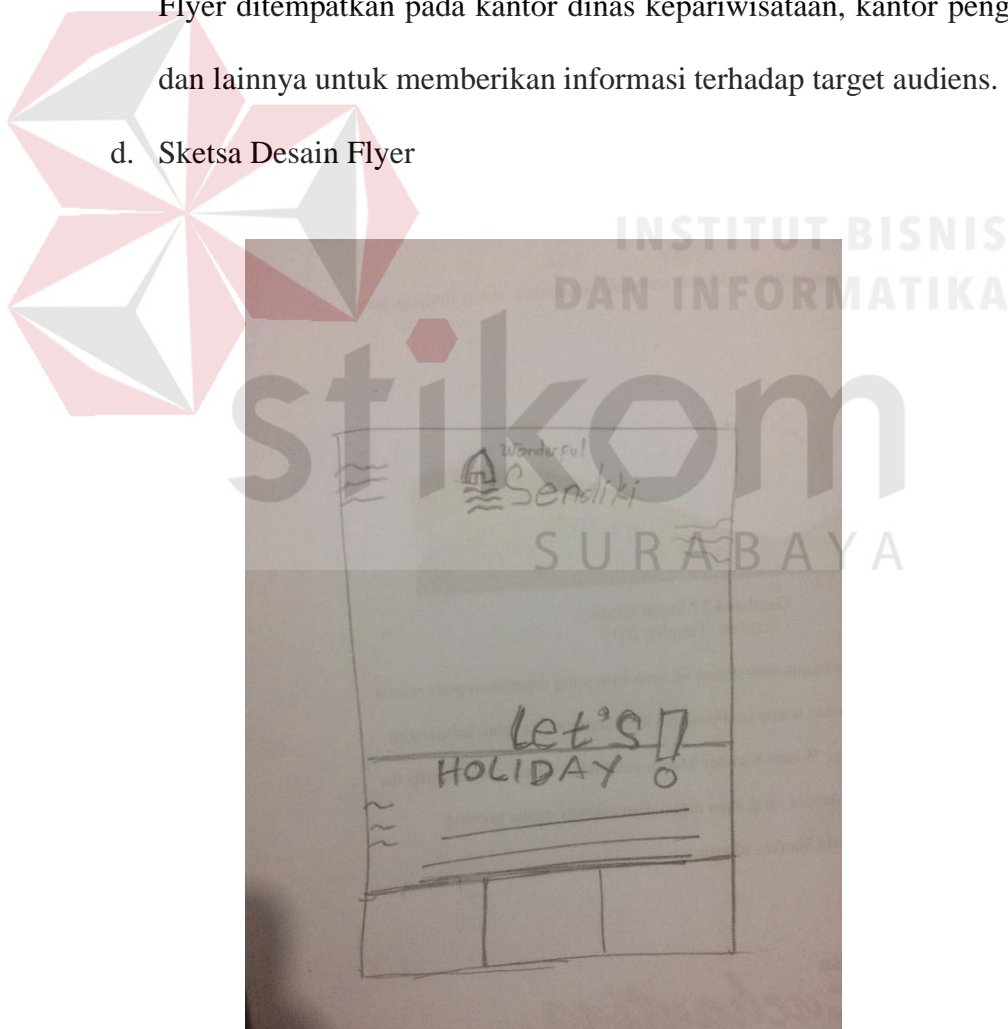 Flyer ditempatkan pada kantor dinas kepariwisataan, kantor peng
dan lainnya untuk memberikan informasi terhadap target audiens.
d. Sketsa Desain Flyer
INSTITUT BISNIS
DAN INFORMATIKA
stikom
SURABAYA
Wonderful
Sendiki
Let's
HOLIDAY !